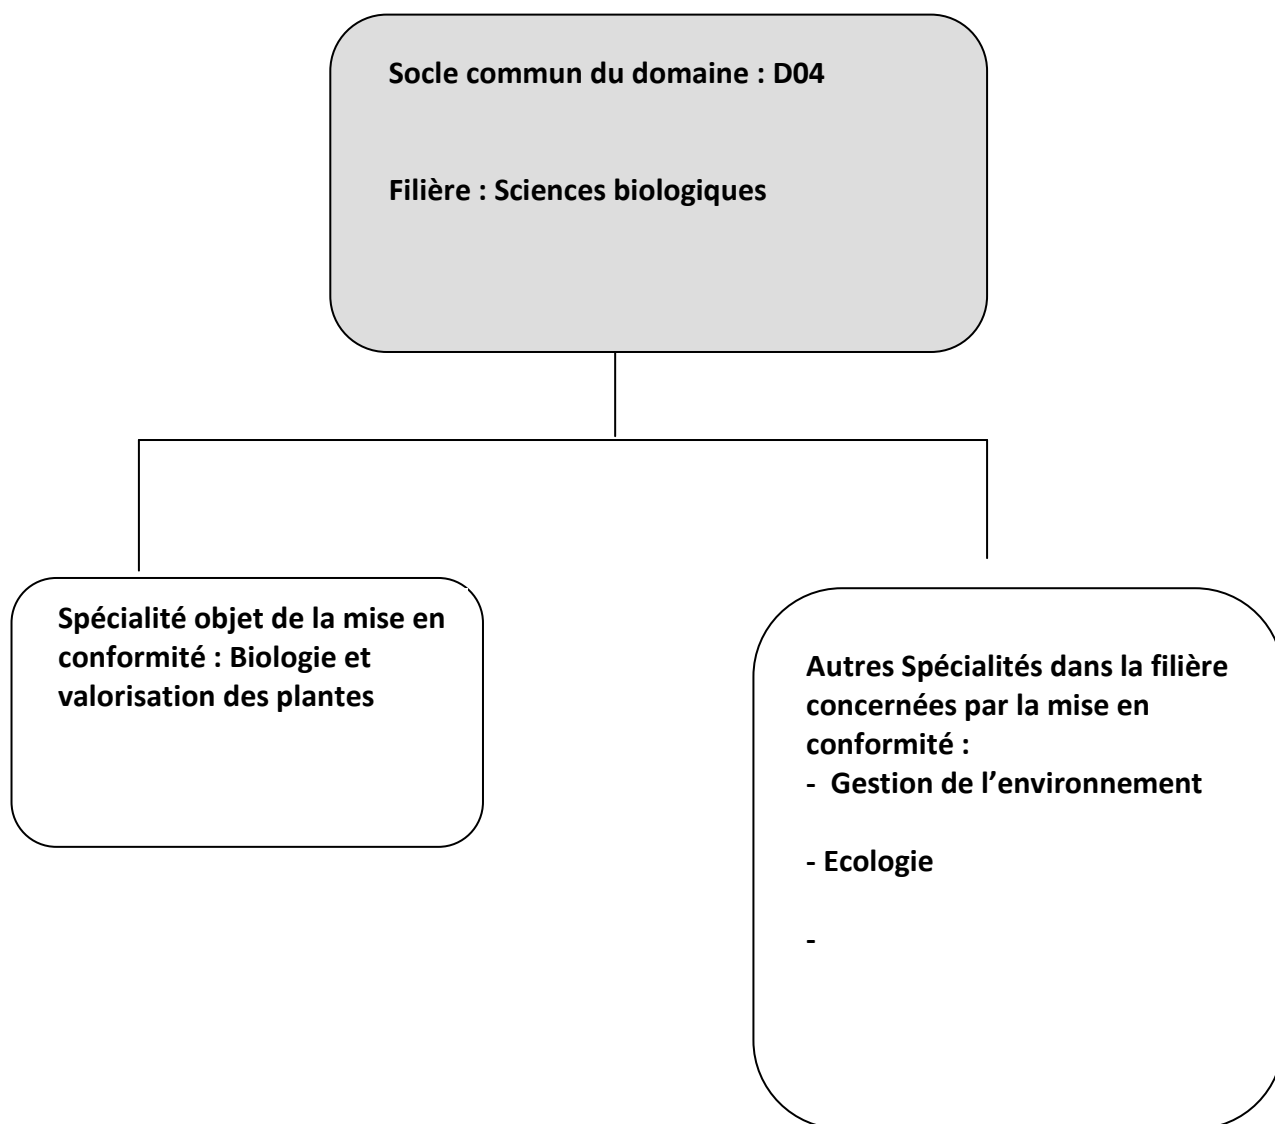 Socle commun du domaine : D04
Filière : Sciences biologiques
Spécialité objet de la mise en
conformité : Biologie et
valorisation des plantes
Autres Spécialités dans la filière
concernées par la mise en
conformité :
- Gestion de l’environnement
- Ecologie
-